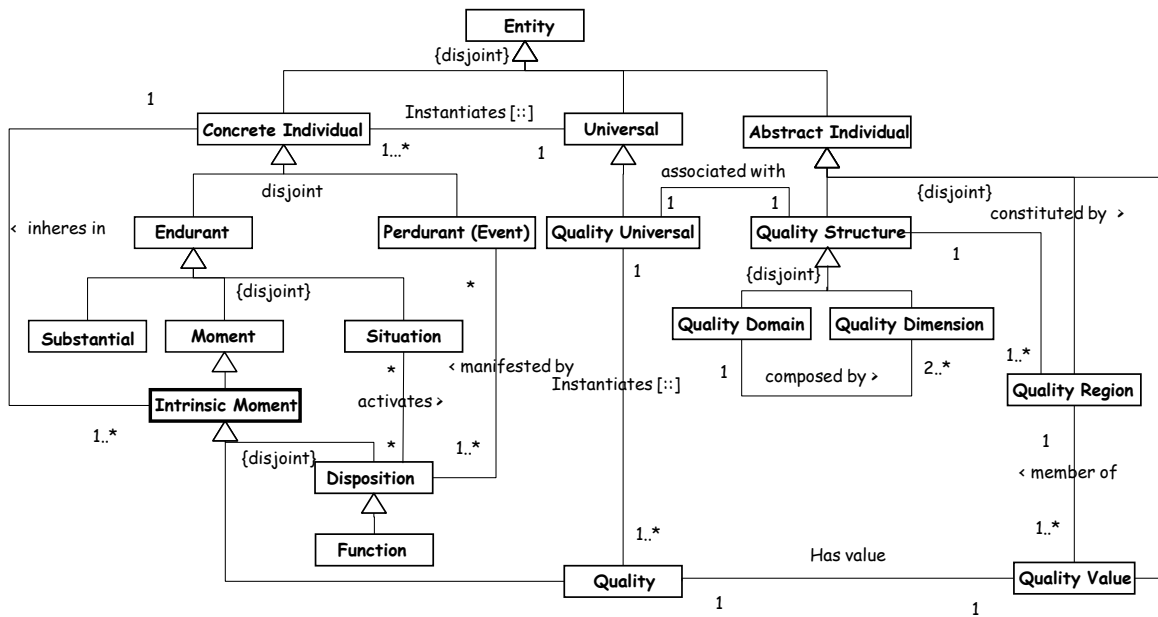 Entity
{disjoint}
1
Instantiates [::]
Concrete Individual
Universal
Abstract Individual
1...*
1
associated with
disjoint
{disjoint}
1
1
constituted by >
< inheres in
Endurant
Perdurant (Event)
Quality Universal
Quality Structure
1
1
{disjoint}
*
{disjoint}
Substantial
Moment
Situation
Quality Domain
Quality Dimension
1..*
< manifested by
*
1
composed by >
2..*
Instantiates [::]
Quality Region
Intrinsic Moment
activates >
1..*
*
1..*
1
{disjoint}
Disposition
< member of
1..*
1..*
Function
Has value
Quality
Quality Value
1
1